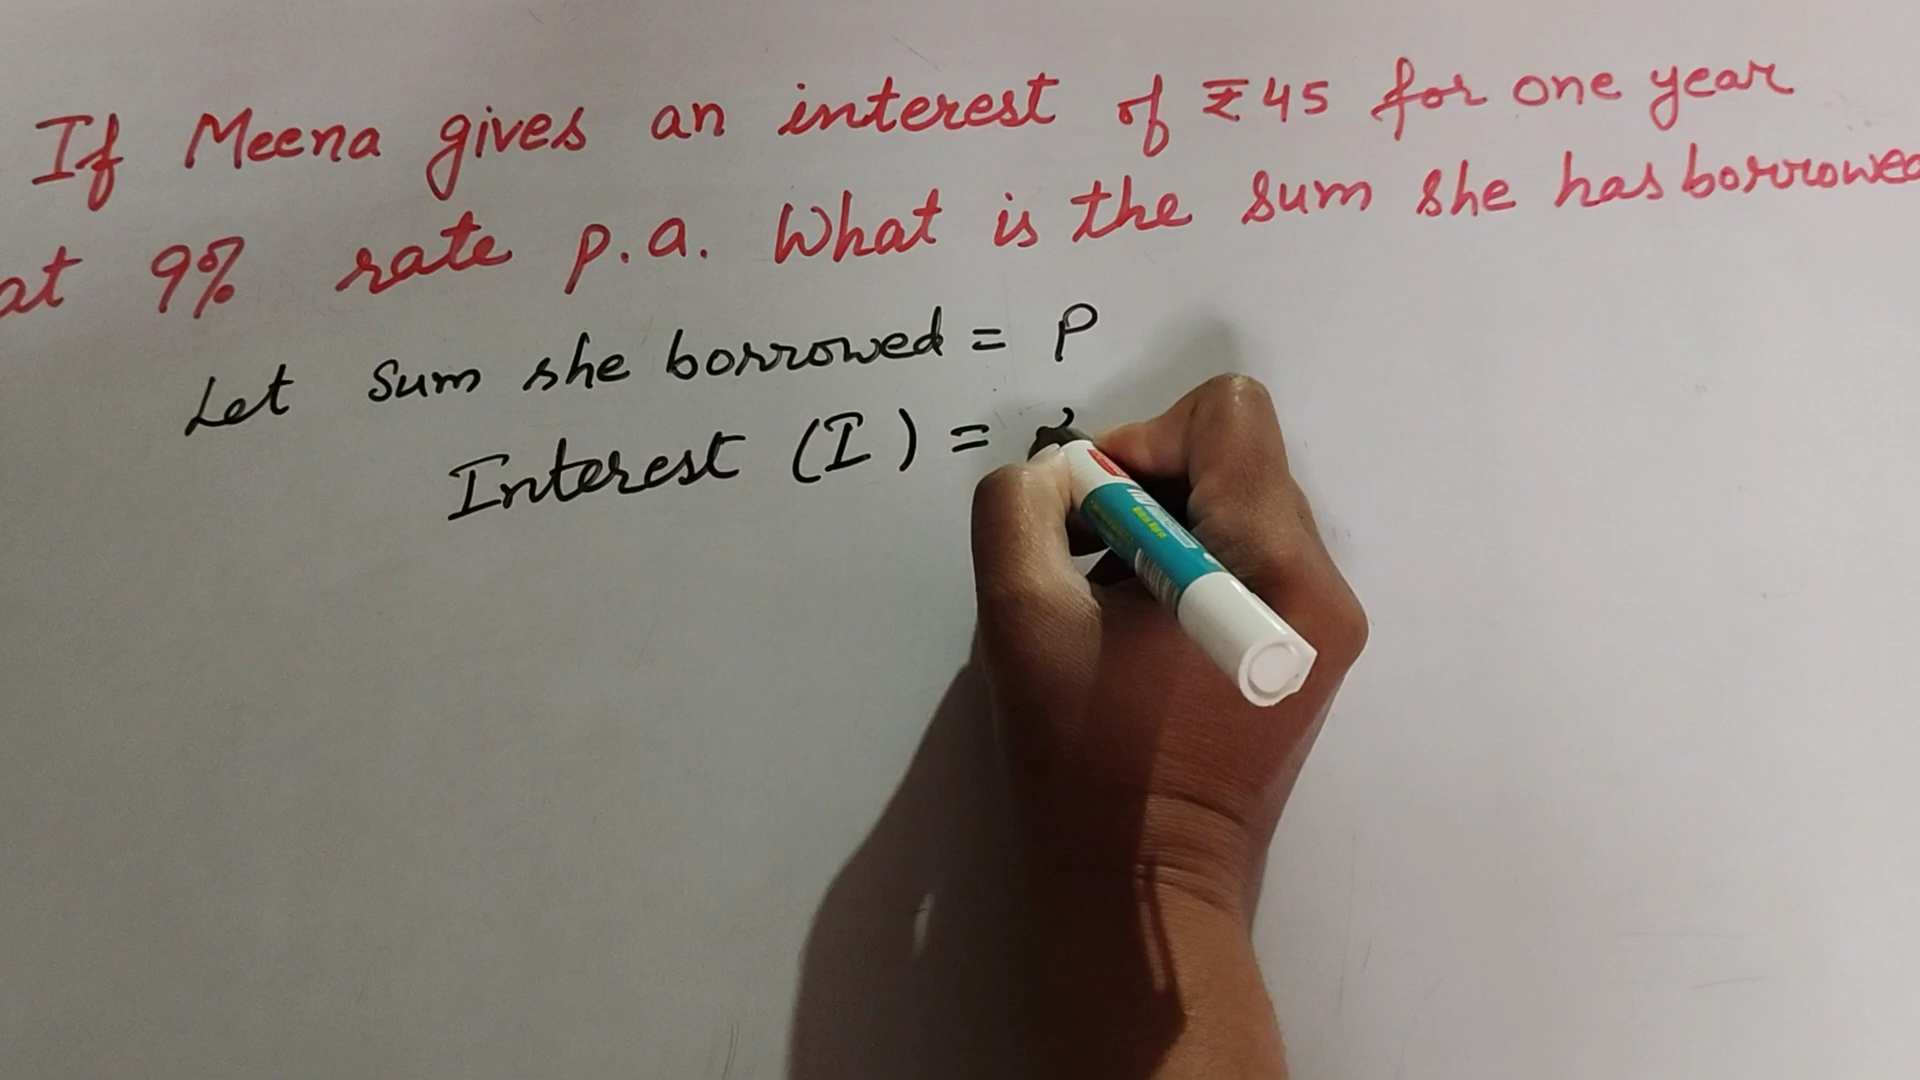 If Meena gives an interest of ₹45 for one year
at 9% rate p.a. What is the sum she has borrowed
Let sum she borrowed = P
Interest (I) =